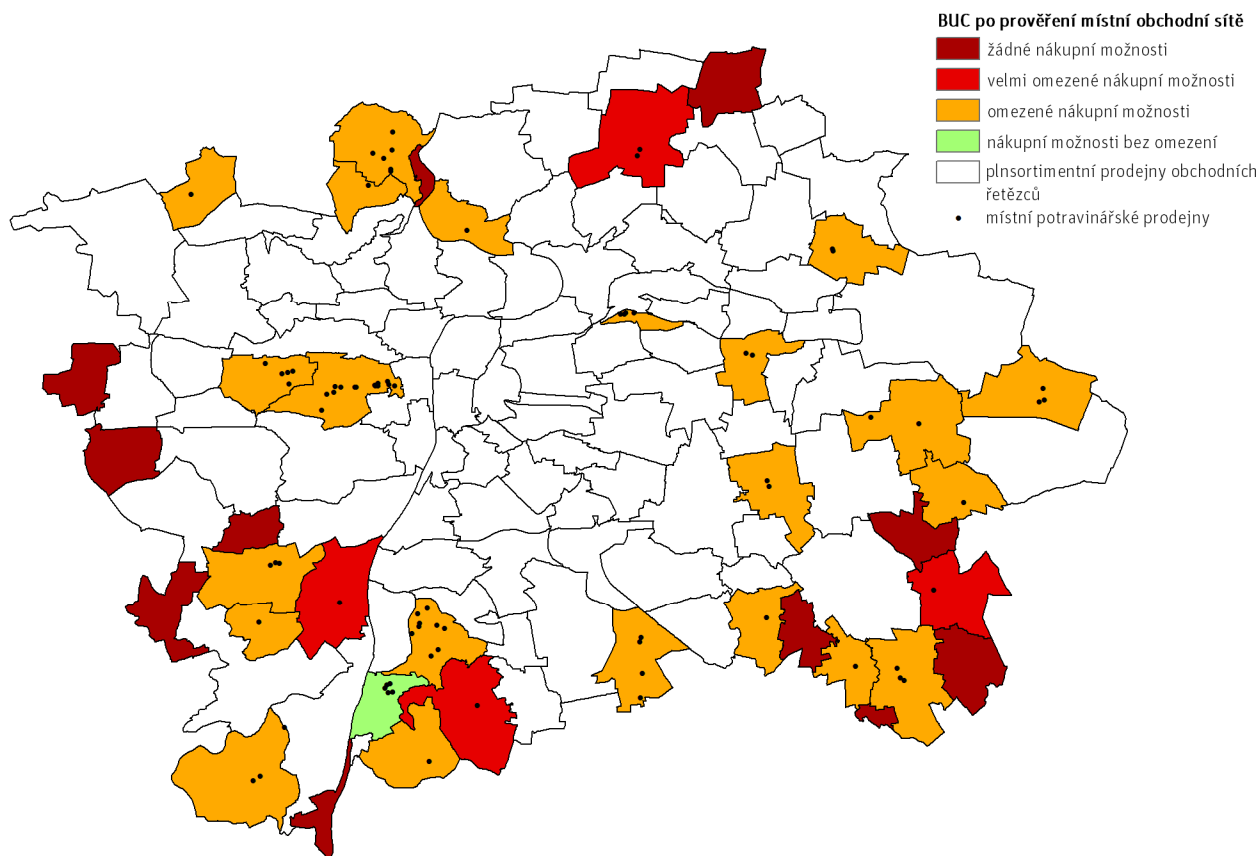 BUC po prověření místní obchodní sítě
žádné nákupní možnosti
velmi omezené nákupní možnosti
omezené nákupní možnosti
nákupní možnosti bez omezení
plnsortimentní prodejny obchodních
řetězců
místní potravinářské prodejny